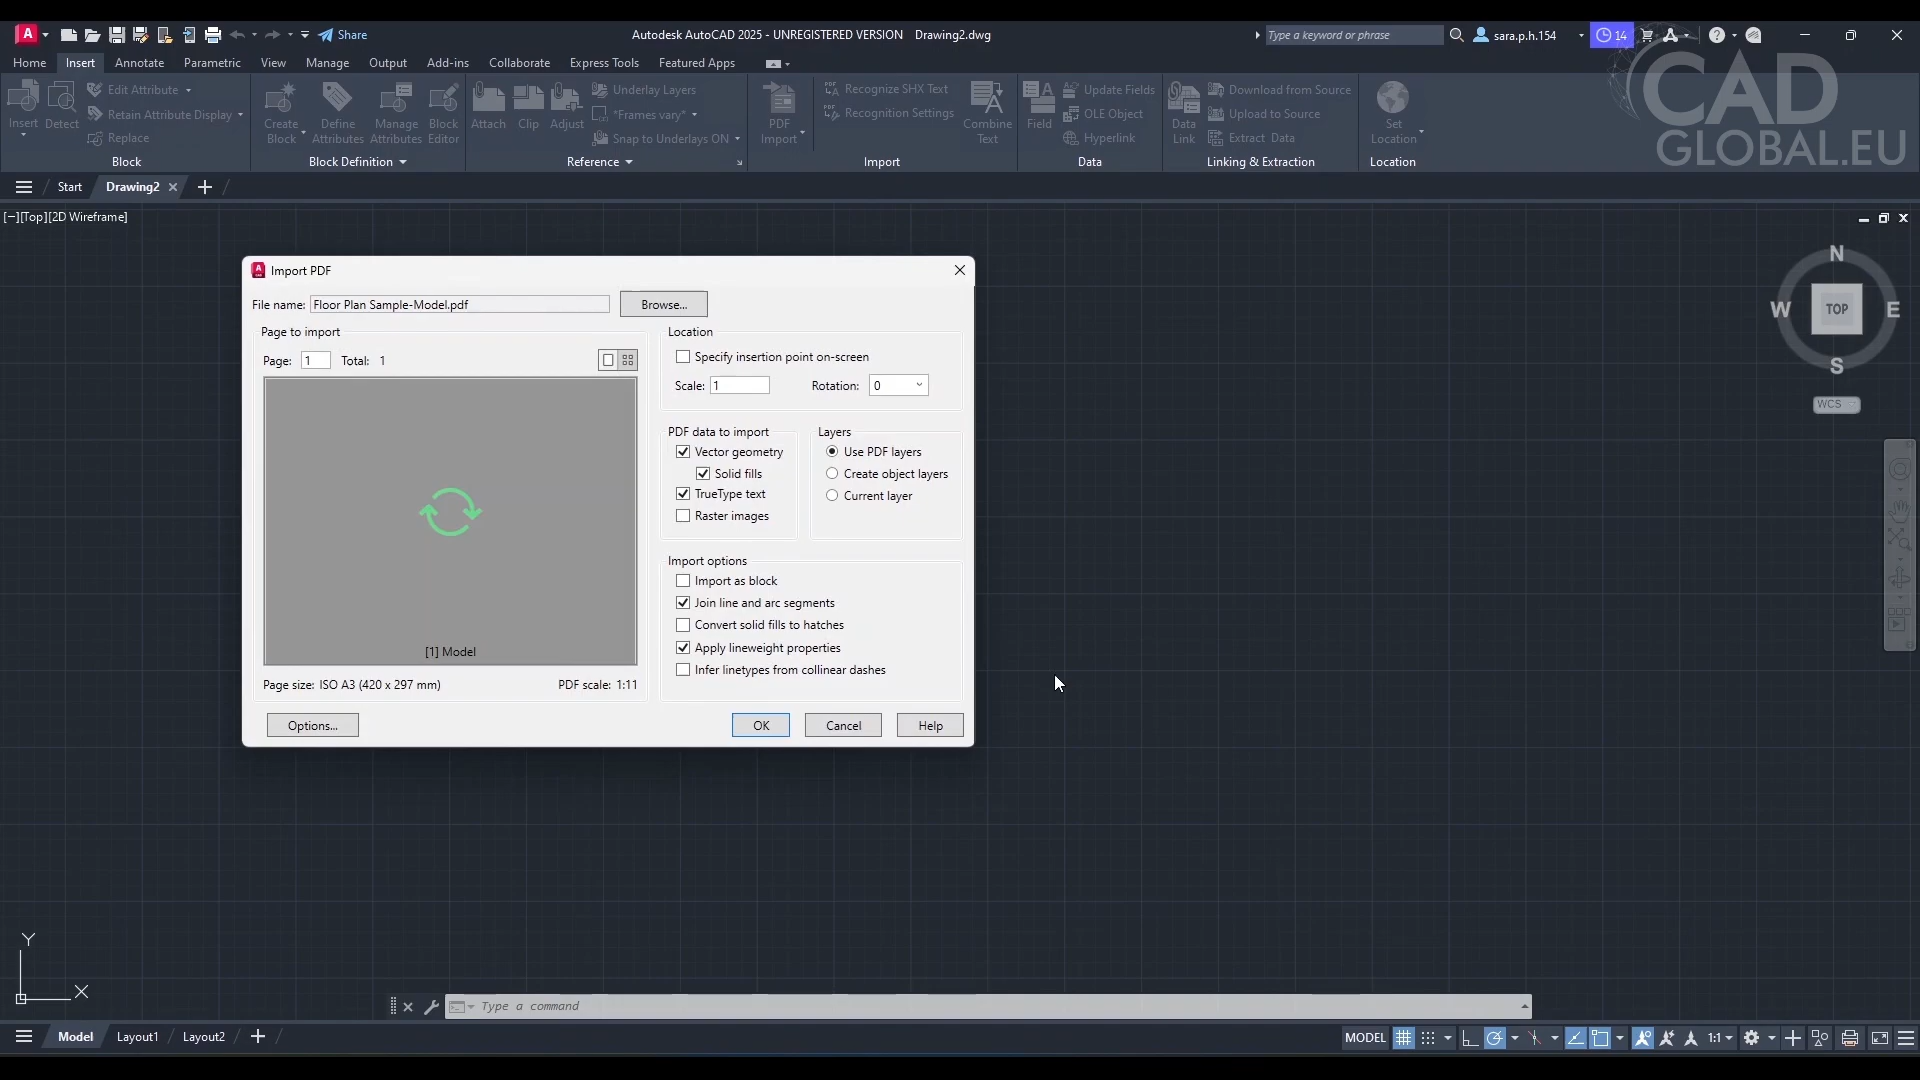 A Share Autodesk AutoCAD 2025 - UNREGISTERED VERSION Drawing2.dwg Type a keyword or phrase sara.p.h.154 14
Home Insert Annotate Parametric View Manage Output Add-ins Collaborate Express Tools Featured Apps
CAD
GLOBAL.EU
Insert
Detect
Edit Attribute
Retain Attribute Display
Replace
Block
Create Block
Define Attributes
Manage Attributes
Block Editor
Block Definition
Attach
Clip
Adjust
Underlay Layers
*Frames vary*
Snap to Underlays ON
Reference
PDF Import
Recognize SHX Text
Recognition Settings
Combine Text
Import
Field
Update Fields
OLE Object
Hyperlink
Data
Data Link
Download from Source
Upload to Source
Extract Data
Linking & Extraction
Set Location
Location
Start Drawing2
[−][Top][2D Wireframe]
N
W TOP E
S
WCS
A CAD Import PDF
File name: Floor Plan Sample-Model.pdf Browse...
Page to import
Page: 1 Total: 1
[1] Model
Page size: ISO A3 (420 x 297 mm) PDF scale: 1:11
Location
Specify insertion point on-screen
Scale: 1 Rotation: 0
PDF data to import
Vector geometry
Solid fills
TrueType text
Raster images
Layers
Use PDF layers
Create object layers
Current layer
Import options
Import as block
Join line and arc segments
Convert solid fills to hatches
Apply lineweight properties
Infer linetypes from collinear dashes
Options... OK Cancel Help
Y
X
Type a command
Model Layout1 Layout2 MODEL 1:1